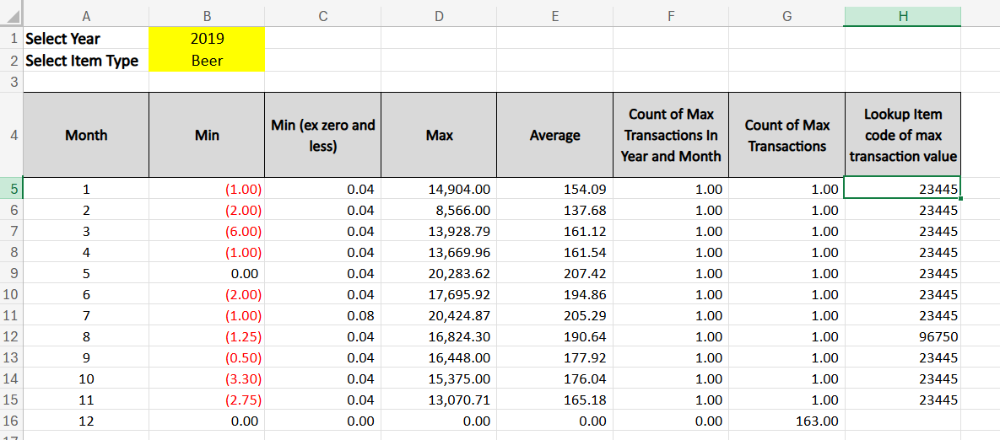 A B C D E F G H
1 Select Year 2019
2 Select Item Type Beer
3
4 Month Min Min (ex zero and less) Max Average Count of Max Transactions In Year and Month Count of Max Transactions Lookup Item code of max transaction value
5 1 (1.00) 0.04 14,904.00 154.09 1.00 1.00 23445
6 2 (2.00) 0.04 8,566.00 137.68 1.00 1.00 23445
7 3 (6.00) 0.04 13,928.79 161.12 1.00 1.00 23445
8 4 (1.00) 0.04 13,669.96 161.54 1.00 1.00 23445
9 5 0.00 0.04 20,283.62 207.42 1.00 1.00 23445
10 6 (2.00) 0.04 17,695.92 194.86 1.00 1.00 23445
11 7 (1.00) 0.08 20,424.87 205.29 1.00 1.00 23445
12 8 (1.25) 0.04 16,824.30 190.64 1.00 1.00 96750
13 9 (0.50) 0.04 16,448.00 177.92 1.00 1.00 23445
14 10 (3.30) 0.04 15,375.00 176.04 1.00 1.00 23445
15 11 (2.75) 0.04 13,070.71 165.18 1.00 1.00 23445
16 12 0.00 0.00 0.00 0.00 0.00 163.00